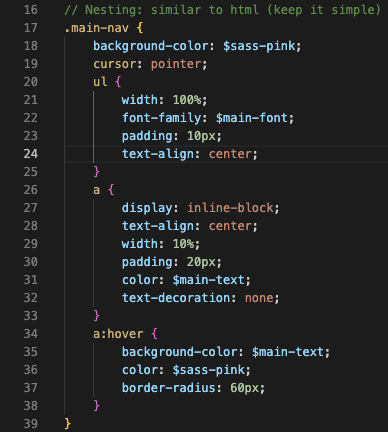 16 // Nesting: similar to html (keep it simple)
17 .main-nav {
18     background-color: $sass-pink;
19     cursor: pointer;
20     ul {
21         width: 100%;
22         font-family: $main-font;
23         padding: 10px;
24         text-align: center;
25     }
26     a {
27         display: inline-block;
28         text-align: center;
29         width: 10%;
30         padding: 20px;
31         color: $main-text;
32         text-decoration: none;
33     }
34     a:hover {
35         background-color: $main-text;
36         color: $sass-pink;
37         border-radius: 60px;
38     }
39 }